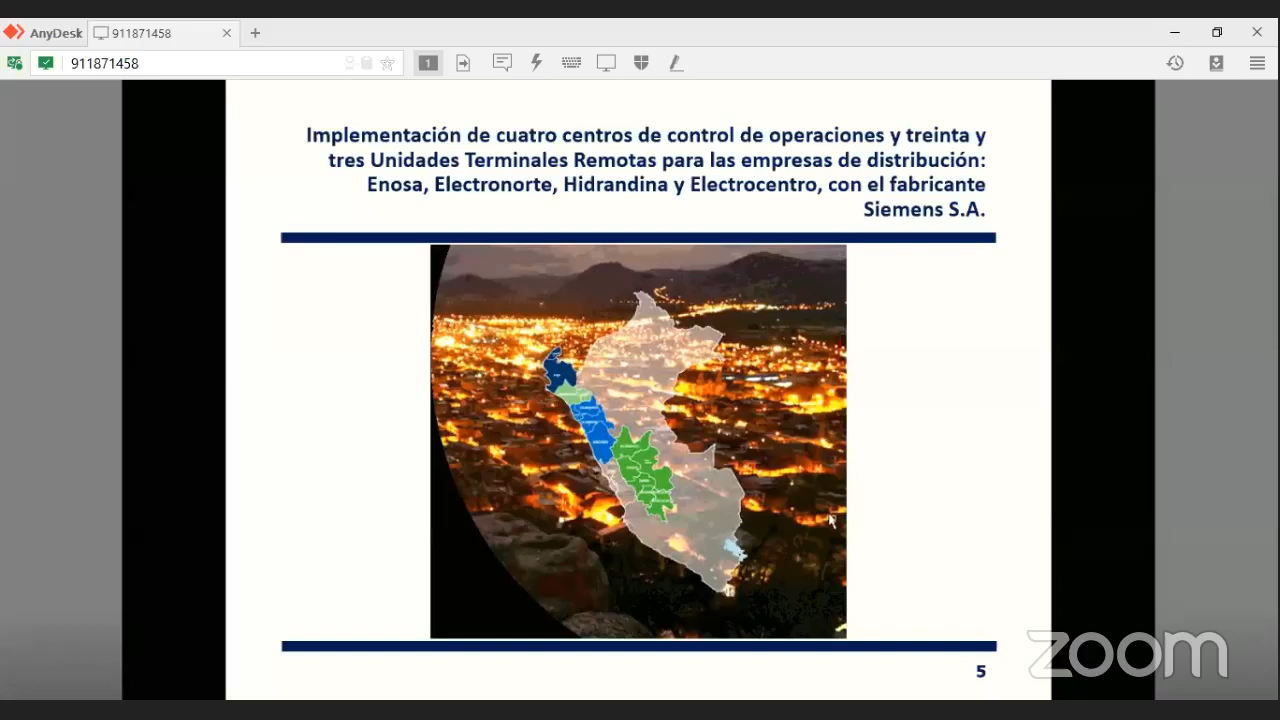 AnyDesk
911871458
911871458
1
Implementación de cuatro centros de control de operaciones y treinta y
tres Unidades Terminales Remotas para las empresas de distribución:
Enosa, Electronorte, Hidrandina y Electrocentro, con el fabricante
Siemens S.A.
5
zoom